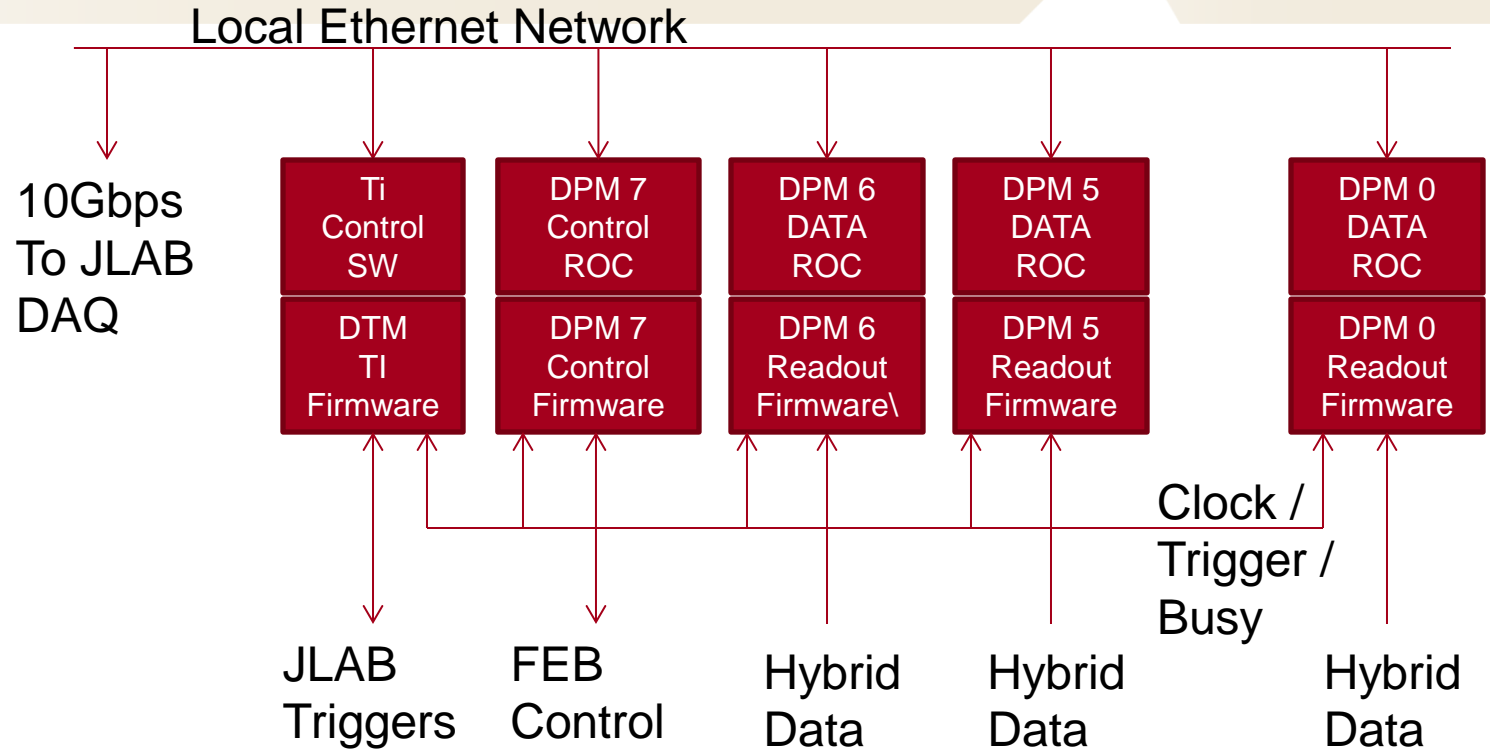 Local Ethernet Network
10Gbps
To JLAB
DAQ
Ti
Control
SW
DPM 7
Control
ROC
DPM 6
DATA
ROC
DPM 5
DATA
ROC
DPM 0
DATA
ROC
DTM
TI
Firmware
DPM 7
Control
Firmware
DPM 6
Readout
Firmware\
DPM 5
Readout
Firmware
DPM 0
Readout
Firmware
Clock /
Trigger /
Busy
JLAB
Triggers
FEB
Control
Hybrid
Data
Hybrid
Data
Hybrid
Data